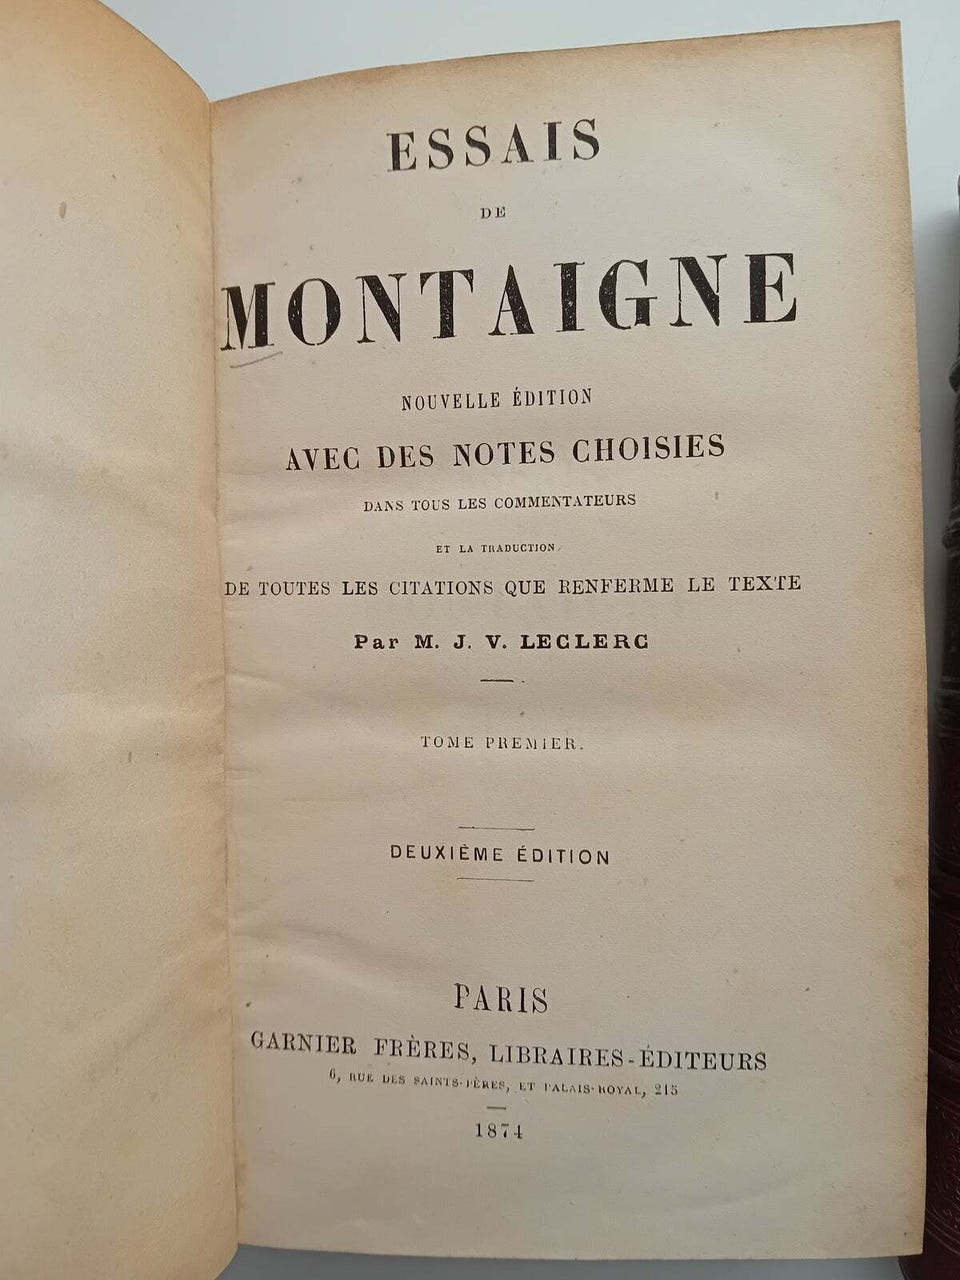 ESSAIS
DE
MONTAIGNE
NOUVELLE ÉDITION
AVEC DES NOTES CHOISIES
DANS TOUS LES COMMENTATEURS
ET LA TRADUCTION
DE TOUTES LES CITATIONS QUE RENFERME LE TEXTE
Par M. J. V. LECLERC
TOME PREMIER.
DEUXIÈME ÉDITION
PARIS
GARNIER FRÈRES, LIBRAIRES-ÉDITEURS
6, RUE DES SAINTS-PÈRES, ET PALAIS-ROYAL, 215
1874